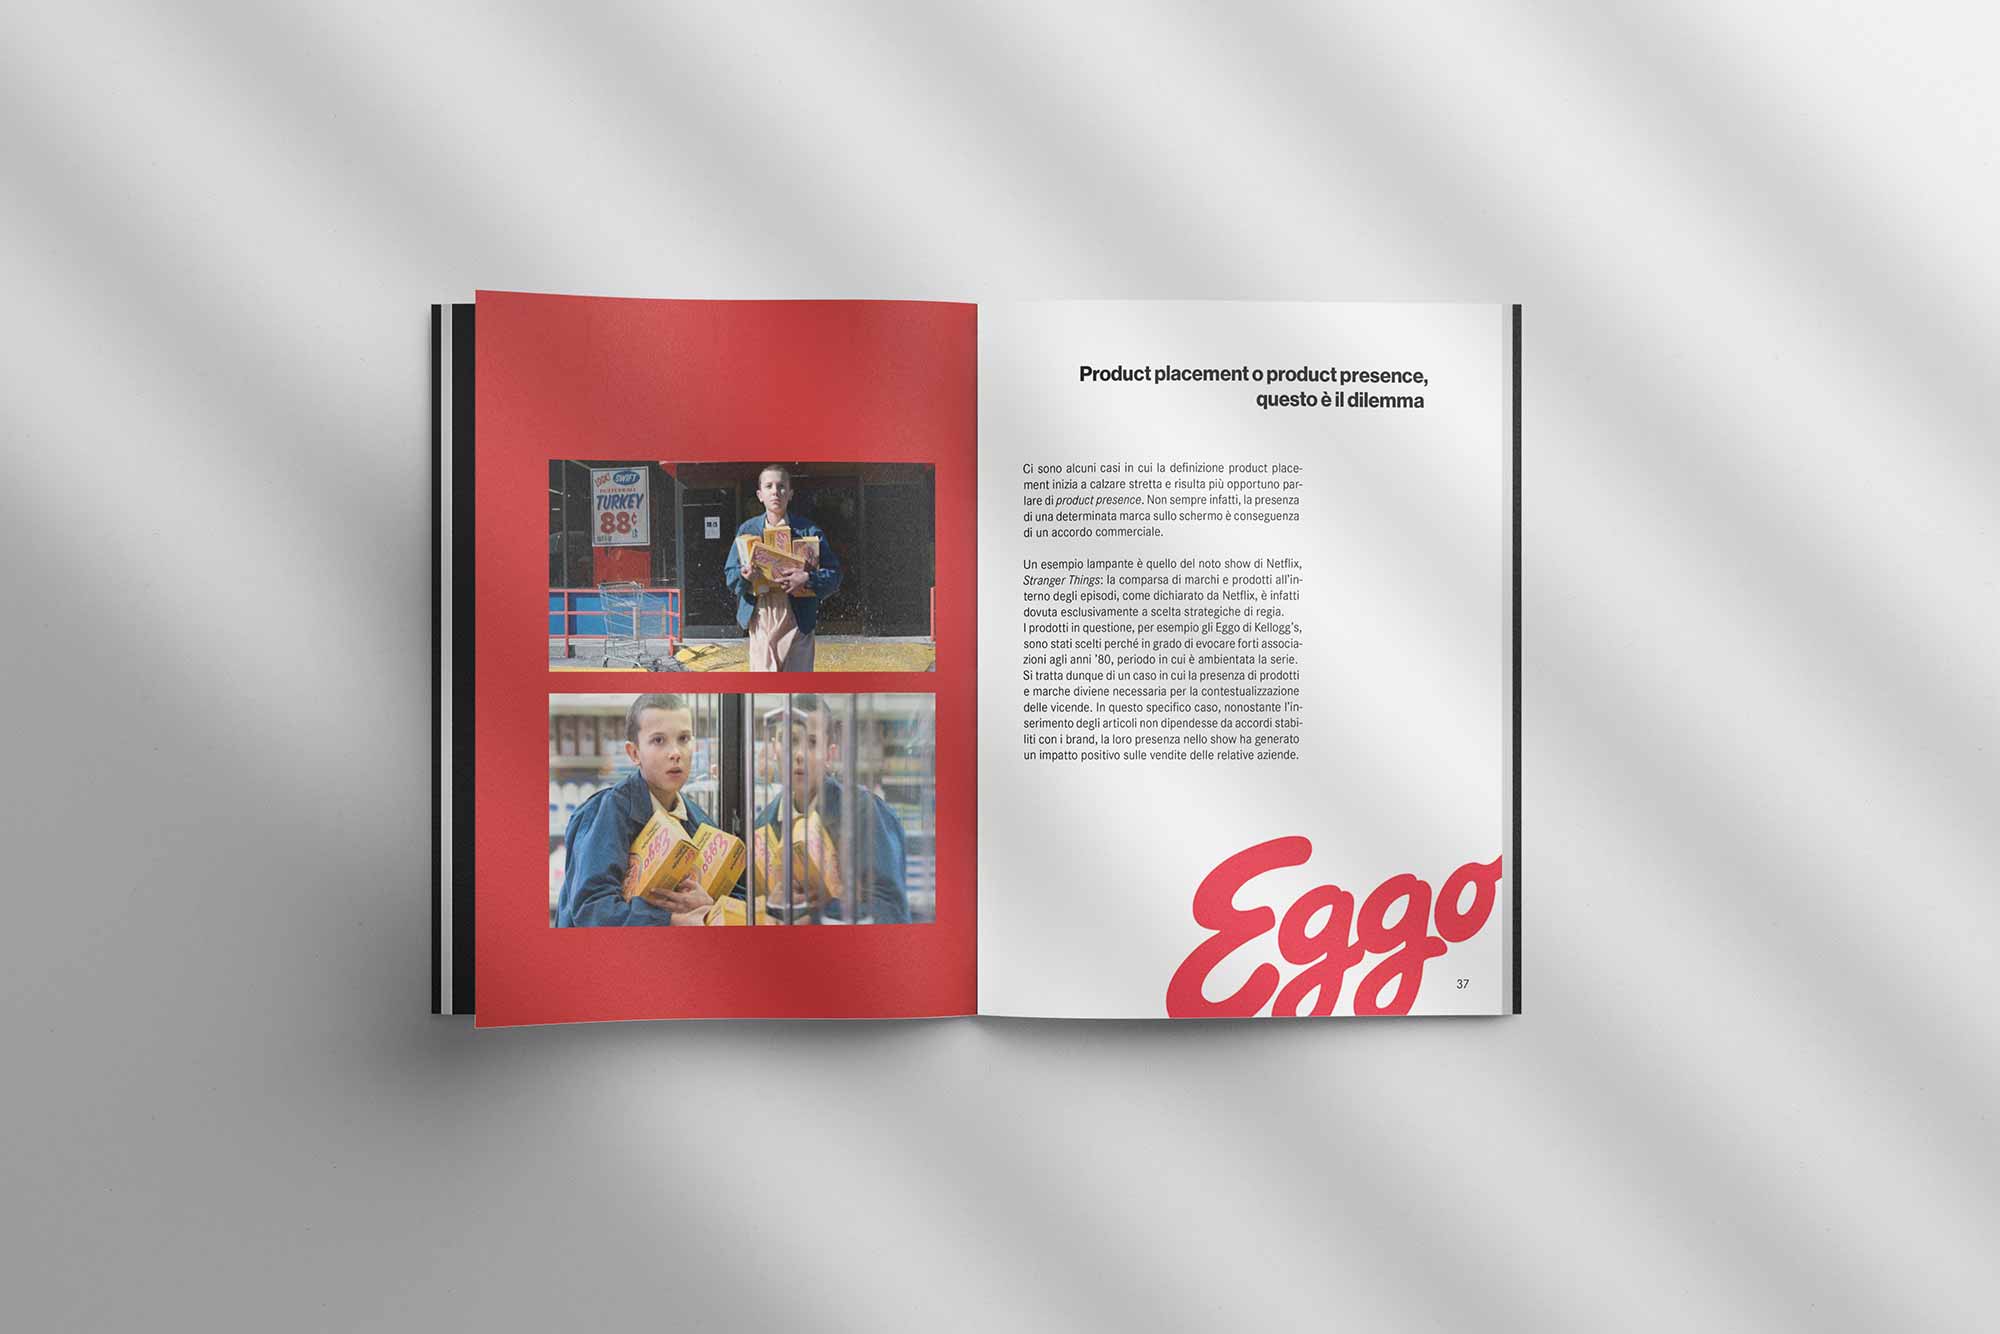 LOOK!
SWIFT
BUTTERBALL
TURKEY
88¢
Eggo
Eggo
Eggo
Product placement o product presence,
questo è il dilemma
Ci sono alcuni casi in cui la definizione product place-
ment inizia a calzare stretta e risulta più opportuno par-
lare di product presence. Non sempre infatti, la presenza
di una determinata marca sullo schermo è conseguenza
di un accordo commerciale.
Un esempio lampante è quello del noto show di Netflix,
Stranger Things: la comparsa di marchi e prodotti all'in-
terno degli episodi, come dichiarato da Netflix, è infatti
dovuta esclusivamente a scelta strategiche di regia.
I prodotti in questione, per esempio gli Eggo di Kellogg's,
sono stati scelti perché in grado di evocare forti associa-
zioni agli anni '80, periodo in cui è ambientata la serie.
Si tratta dunque di un caso in cui la presenza di prodotti
e marche diviene necessaria per la contestualizzazione
delle vicende. In questo specifico caso, nonostante l'in-
serimento degli articoli non dipendesse da accordi stabi-
liti con i brand, la loro presenza nello show ha generato
un impatto positivo sulle vendite delle relative aziende.
Eggo
37